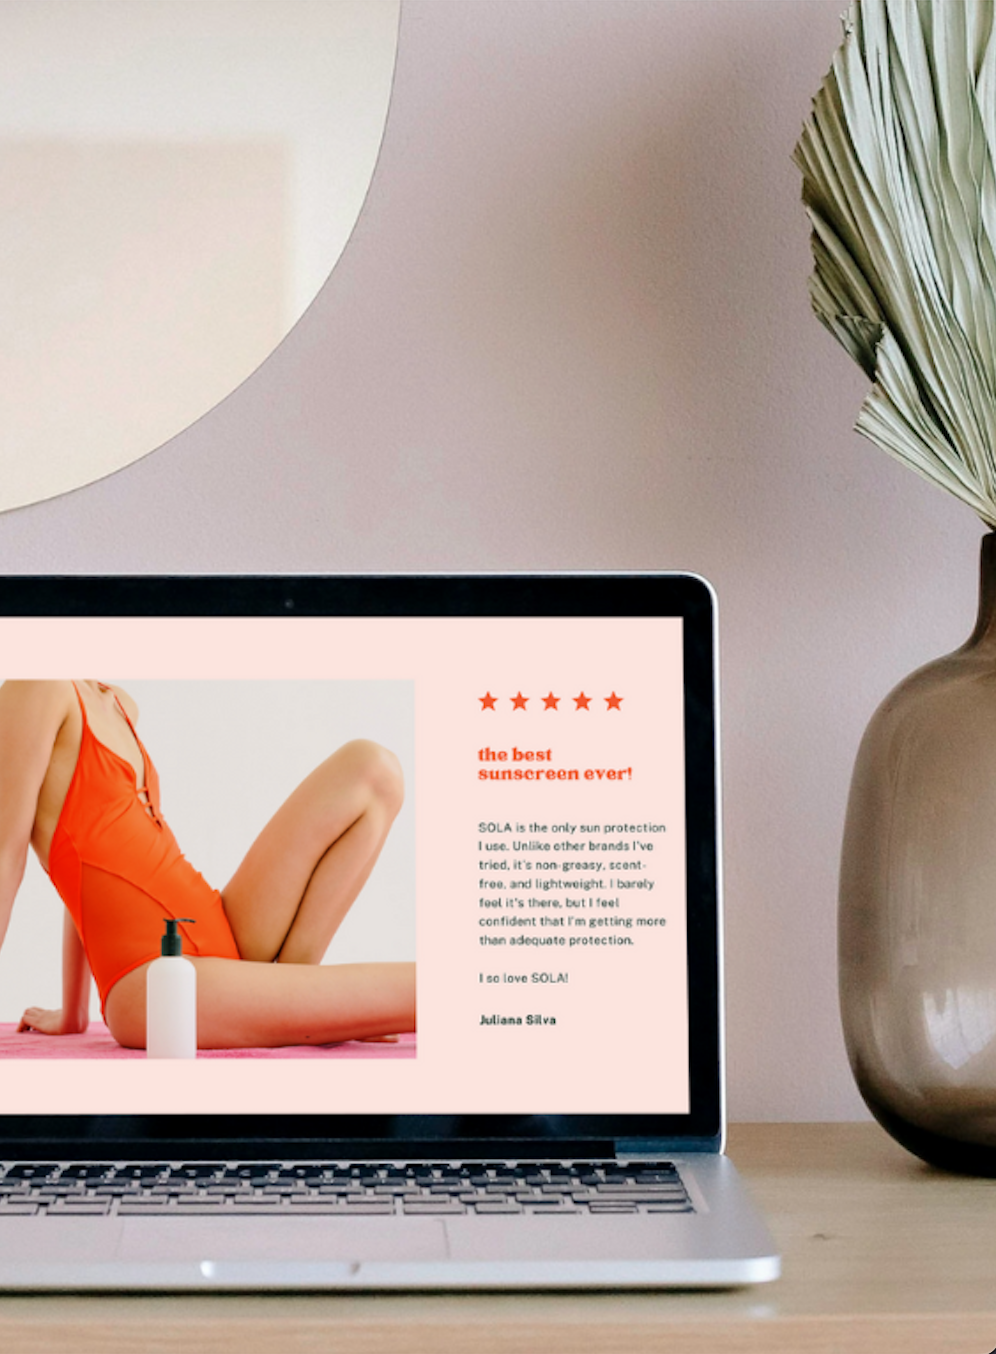 the best
sunscreen ever!
SOLA is the only sun protection
I use. Unlike other brands I've
tried, it's non-greasy, scent-
free, and lightweight. I barely
feel it's there, but I feel
confident that I'm getting more
than adequate protection.
I so love SOLA!
Juliana Silva